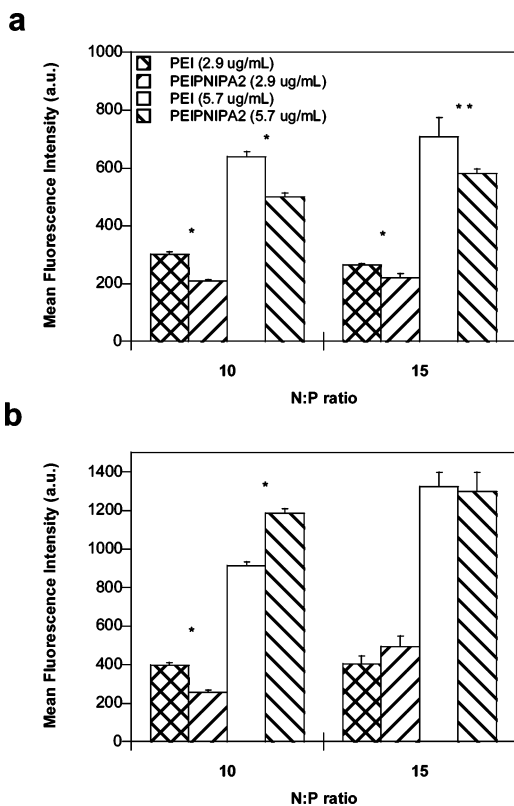 a
1000
PEI (2.9 ug/mL)
PEIPNIPA2 (2.9 ug/mL)
PEI (5.7 ug/mL)
PEIPNIPA2 (5.7 ug/mL)
800
600
400
200
0
* * * * *
Mean Fluorescence Intensity (a.u.)
10 15
N:P ratio
b
1400
1200
1000
800
600
400
200
0
* *
Mean Fluorescence Intensity (a.u.)
10 15
N:P ratio